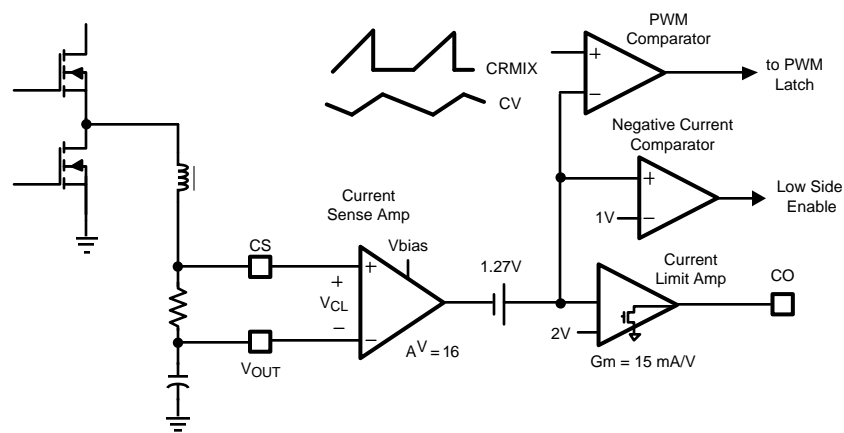 PWM
Comparator
CRMIX
to PWM
Latch
CV
Negative Current
Comparator
Current
Sense Amp
Low Side
Enable
1V
CS
Vbias
1.27V
Current
Limit Amp
CO
VCL
2V
VOUT
AV = 16
Gm = 15 mA/V